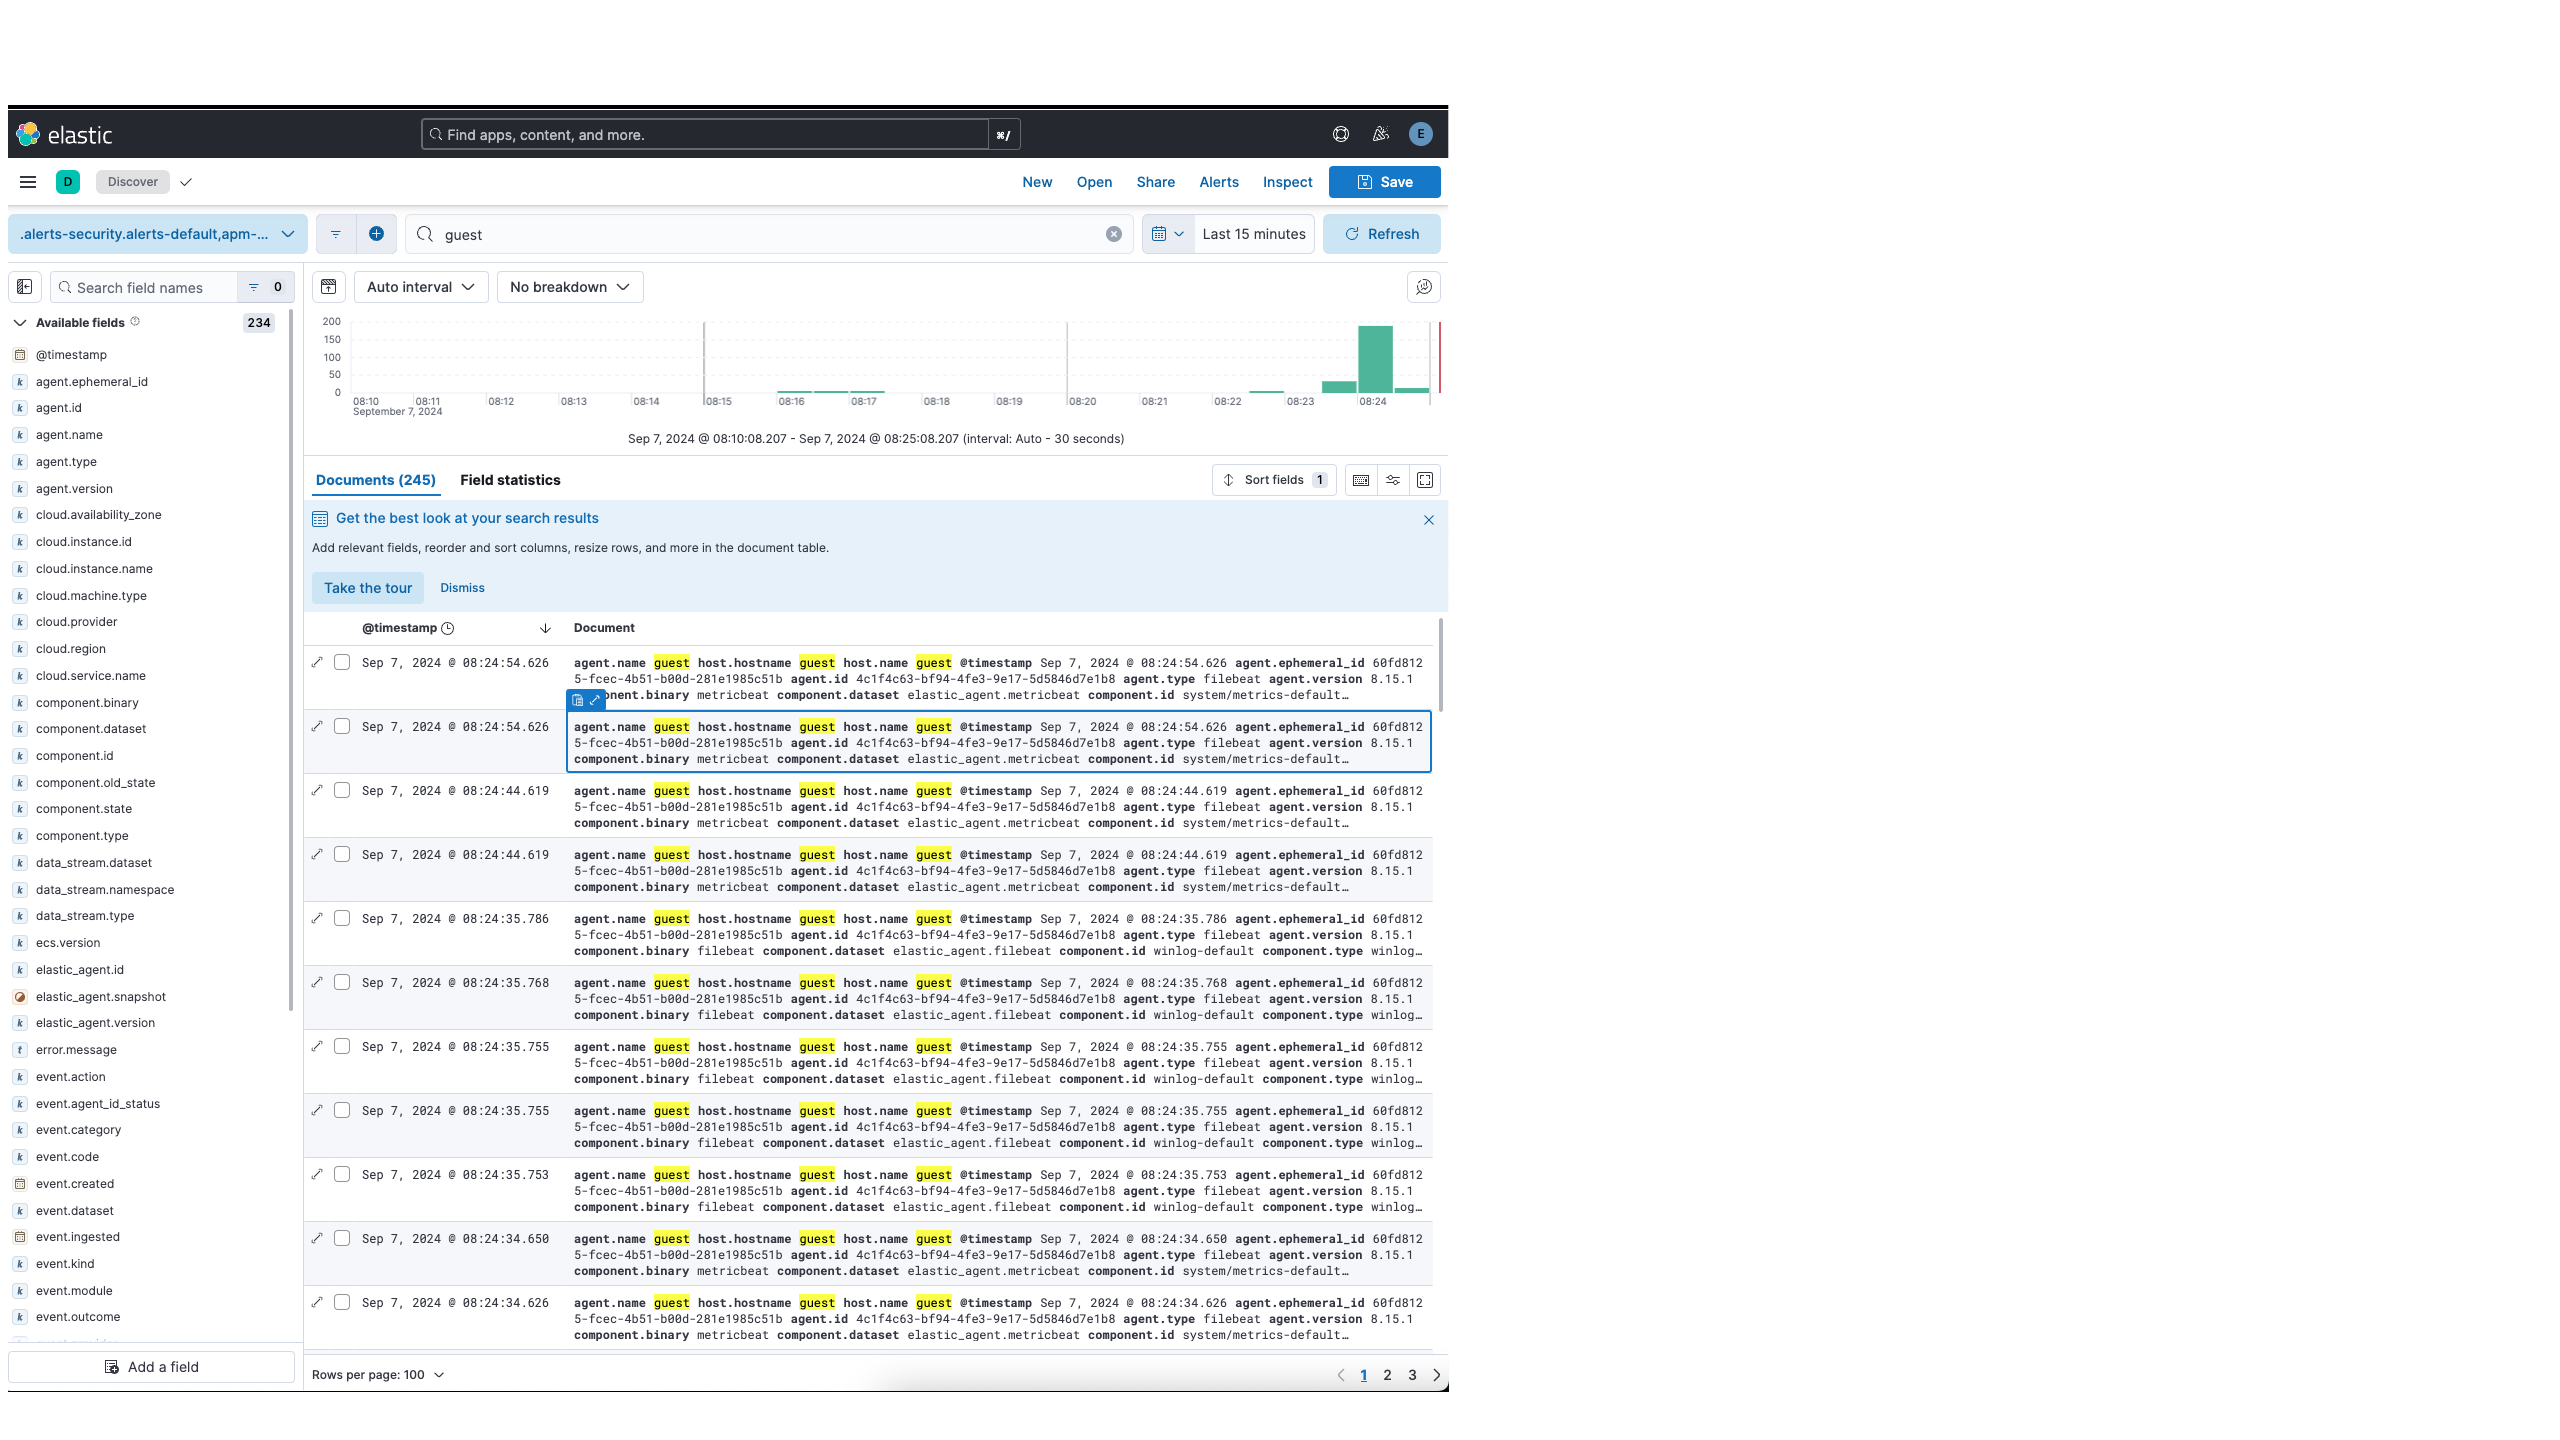 elastic
Find apps, content, and more.
⌘/
E
D
Discover
New
Open
Share
Alerts
Inspect
Save
.alerts-security.alerts-default,apm-...
guest
Last 15 minutes
Refresh
Search field names
0
Auto interval
No breakdown
Available fields
234
@timestamp
agent.ephemeral_id
agent.id
agent.name
agent.type
agent.version
cloud.availability_zone
cloud.instance.id
cloud.instance.name
cloud.machine.type
cloud.provider
cloud.region
cloud.service.name
component.binary
component.dataset
component.id
component.old_state
component.state
component.type
data_stream.dataset
data_stream.namespace
data_stream.type
ecs.version
elastic_agent.id
elastic_agent.snapshot
elastic_agent.version
error.message
event.action
event.agent_id_status
event.category
event.code
event.created
event.dataset
event.ingested
event.kind
event.module
event.outcome
Add a field
200
150
100
50
0
08:10 08:11 08:12 08:13 08:14 08:15 08:16 08:17 08:18 08:19 08:20 08:21 08:22 08:23 08:24
September 7, 2024
Sep 7, 2024 @ 08:10:08.207 - Sep 7, 2024 @ 08:25:08.207 (interval: Auto - 30 seconds)
Documents (245)
Field statistics
Sort fields 1
Get the best look at your search results
Add relevant fields, reorder and sort columns, resize rows, and more in the document table.
Take the tour
Dismiss
@timestamp
Document
Sep 7, 2024 @ 08:24:54.626
agent.name guest host.hostname guest host.name guest @timestamp Sep 7, 2024 @ 08:24:54.626 agent.ephemeral_id 60fd812
5-fcec-4b51-b00d-281e1985c51b agent.id 4c1f4c63-bf94-4fe3-9e17-5d5846d7e1b8 agent.type filebeat agent.version 8.15.1
nent.binary metricbeat component.dataset elastic_agent.metricbeat component.id system/metrics-default…
Sep 7, 2024 @ 08:24:54.626
agent.name guest host.hostname guest host.name guest @timestamp Sep 7, 2024 @ 08:24:54.626 agent.ephemeral_id 60fd812
5-fcec-4b51-b00d-281e1985c51b agent.id 4c1f4c63-bf94-4fe3-9e17-5d5846d7e1b8 agent.type filebeat agent.version 8.15.1
component.binary metricbeat component.dataset elastic_agent.metricbeat component.id system/metrics-default…
Sep 7, 2024 @ 08:24:44.619
agent.name guest host.hostname guest host.name guest @timestamp Sep 7, 2024 @ 08:24:44.619 agent.ephemeral_id 60fd812
5-fcec-4b51-b00d-281e1985c51b agent.id 4c1f4c63-bf94-4fe3-9e17-5d5846d7e1b8 agent.type filebeat agent.version 8.15.1
component.binary metricbeat component.dataset elastic_agent.metricbeat component.id system/metrics-default…
Sep 7, 2024 @ 08:24:44.619
agent.name guest host.hostname guest host.name guest @timestamp Sep 7, 2024 @ 08:24:44.619 agent.ephemeral_id 60fd812
5-fcec-4b51-b00d-281e1985c51b agent.id 4c1f4c63-bf94-4fe3-9e17-5d5846d7e1b8 agent.type filebeat agent.version 8.15.1
component.binary metricbeat component.dataset elastic_agent.metricbeat component.id system/metrics-default…
Sep 7, 2024 @ 08:24:35.786
agent.name guest host.hostname guest host.name guest @timestamp Sep 7, 2024 @ 08:24:35.786 agent.ephemeral_id 60fd812
5-fcec-4b51-b00d-281e1985c51b agent.id 4c1f4c63-bf94-4fe3-9e17-5d5846d7e1b8 agent.type filebeat agent.version 8.15.1
component.binary filebeat component.dataset elastic_agent.filebeat component.id winlog-default component.type winlog…
Sep 7, 2024 @ 08:24:35.768
agent.name guest host.hostname guest host.name guest @timestamp Sep 7, 2024 @ 08:24:35.768 agent.ephemeral_id 60fd812
5-fcec-4b51-b00d-281e1985c51b agent.id 4c1f4c63-bf94-4fe3-9e17-5d5846d7e1b8 agent.type filebeat agent.version 8.15.1
component.binary filebeat component.dataset elastic_agent.filebeat component.id winlog-default component.type winlog…
Sep 7, 2024 @ 08:24:35.755
agent.name guest host.hostname guest host.name guest @timestamp Sep 7, 2024 @ 08:24:35.755 agent.ephemeral_id 60fd812
5-fcec-4b51-b00d-281e1985c51b agent.id 4c1f4c63-bf94-4fe3-9e17-5d5846d7e1b8 agent.type filebeat agent.version 8.15.1
component.binary filebeat component.dataset elastic_agent.filebeat component.id winlog-default component.type winlog…
Sep 7, 2024 @ 08:24:35.755
agent.name guest host.hostname guest host.name guest @timestamp Sep 7, 2024 @ 08:24:35.755 agent.ephemeral_id 60fd812
5-fcec-4b51-b00d-281e1985c51b agent.id 4c1f4c63-bf94-4fe3-9e17-5d5846d7e1b8 agent.type filebeat agent.version 8.15.1
component.binary filebeat component.dataset elastic_agent.filebeat component.id winlog-default component.type winlog…
Sep 7, 2024 @ 08:24:35.753
agent.name guest host.hostname guest host.name guest @timestamp Sep 7, 2024 @ 08:24:35.753 agent.ephemeral_id 60fd812
5-fcec-4b51-b00d-281e1985c51b agent.id 4c1f4c63-bf94-4fe3-9e17-5d5846d7e1b8 agent.type filebeat agent.version 8.15.1
component.binary filebeat component.dataset elastic_agent.filebeat component.id winlog-default component.type winlog…
Sep 7, 2024 @ 08:24:34.650
agent.name guest host.hostname guest host.name guest @timestamp Sep 7, 2024 @ 08:24:34.650 agent.ephemeral_id 60fd812
5-fcec-4b51-b00d-281e1985c51b agent.id 4c1f4c63-bf94-4fe3-9e17-5d5846d7e1b8 agent.type filebeat agent.version 8.15.1
component.binary metricbeat component.dataset elastic_agent.metricbeat component.id system/metrics-default…
Sep 7, 2024 @ 08:24:34.626
agent.name guest host.hostname guest host.name guest @timestamp Sep 7, 2024 @ 08:24:34.626 agent.ephemeral_id 60fd812
5-fcec-4b51-b00d-281e1985c51b agent.id 4c1f4c63-bf94-4fe3-9e17-5d5846d7e1b8 agent.type filebeat agent.version 8.15.1
component.binary metricbeat component.dataset elastic_agent.metricbeat component.id system/metrics-default…
Rows per page: 100
1 2 3